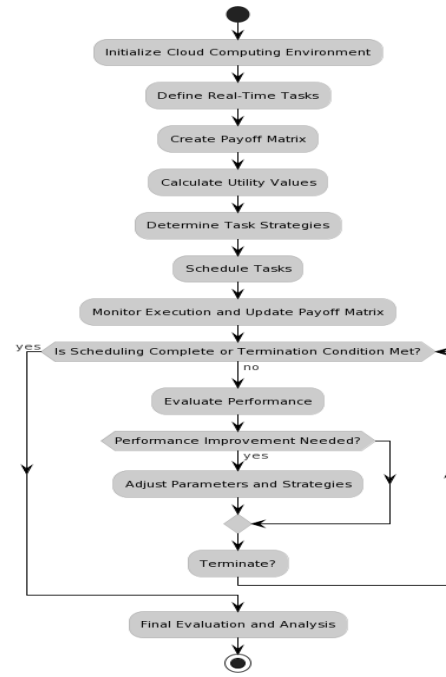 Initialize Cloud Computing Environment
Define Real-Time Tasks
Create Payoff Matrix
Calculate Utility Values
Determine Task Strategies
Schedule Tasks
Monitor Execution and Update Payoff Matrix
yes
Is Scheduling Complete or Termination Condition Met?
no
Evaluate Performance
Performance Improvement Needed?
yes
Adjust Parameters and Strategies
Terminate?
Final Evaluation and Analysis